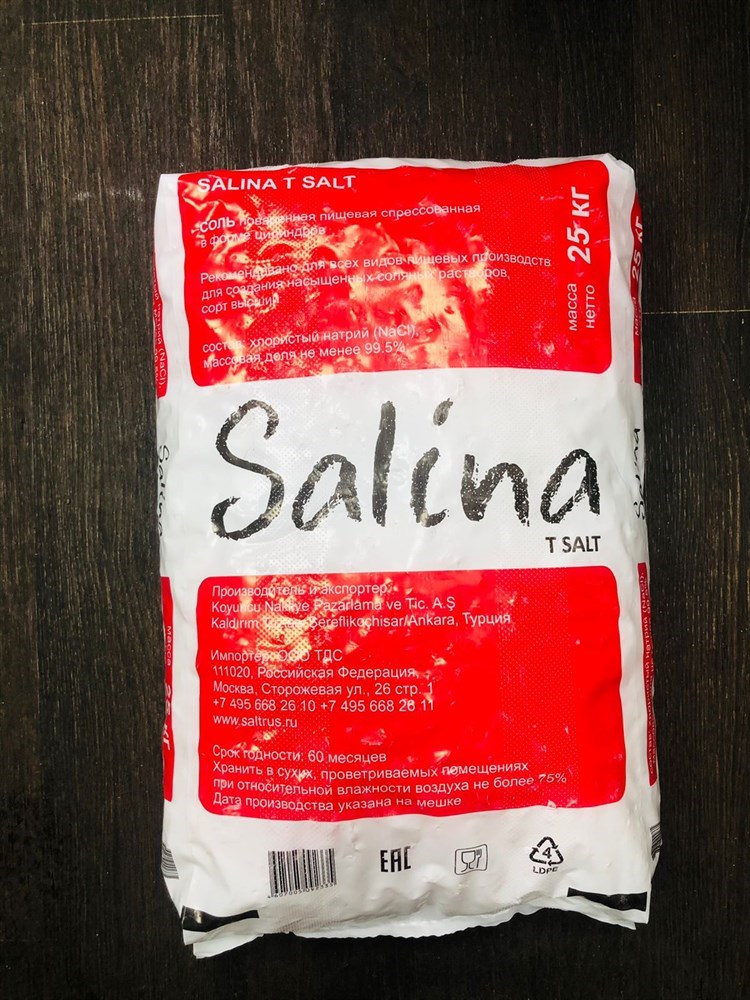 SALINA T SALT
СОЛЬ поваренная пищевая спрессованная
в форме цилиндров
Рекомендовано для всех видов пищевых производств
для создания насыщенных соляных растворов,
сорт высший
состав: хлористый натрий (NaCl),
массовая доля не менее 99.5%
масса
нетто
25 кг
Salina
T SALT
Производитель и экспортер:
Koyuncu Nakliye Pazarlama ve Tic. A.Ş
Kaldırım Şereflikochisar/Ankara, Турция
Импортер: ООО ТДС
111020, Российская Федерация,
Москва, Сторожевая ул., 26 стр. 1
+7 495 668 26 10 +7 495 668 26 11
www.saltrus.ru
Срок годности: 60 месяцев
Хранить в сухих, проветриваемых помещениях
при относительной влажности воздуха не более 75%
Дата производства указана на мешке
EAC
4
LDPE